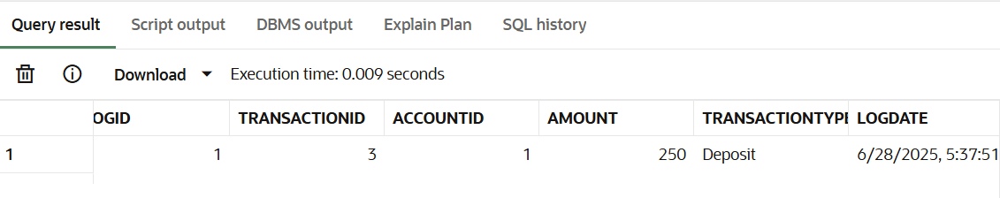 Query result Script output DBMS output Explain Plan SQL history
Download Execution time: 0.009 seconds
OGID TRANSACTIONID ACCOUNTID AMOUNT TRANSACTIONTYPE LOGDATE
1 1 3 1 250 Deposit 6/28/2025, 5:37:51